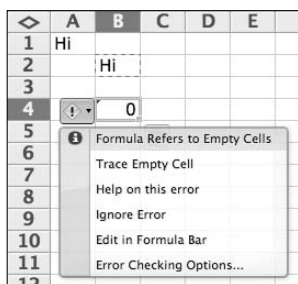 A B C D E
1 Hi
2 Hi
3
4 0
5 Formula Refers to Empty Cells
6
Trace Empty Cell
7
8 Help on this error
9 Ignore Error
10 Edit in Formula Bar
11 Error Checking Options...
12